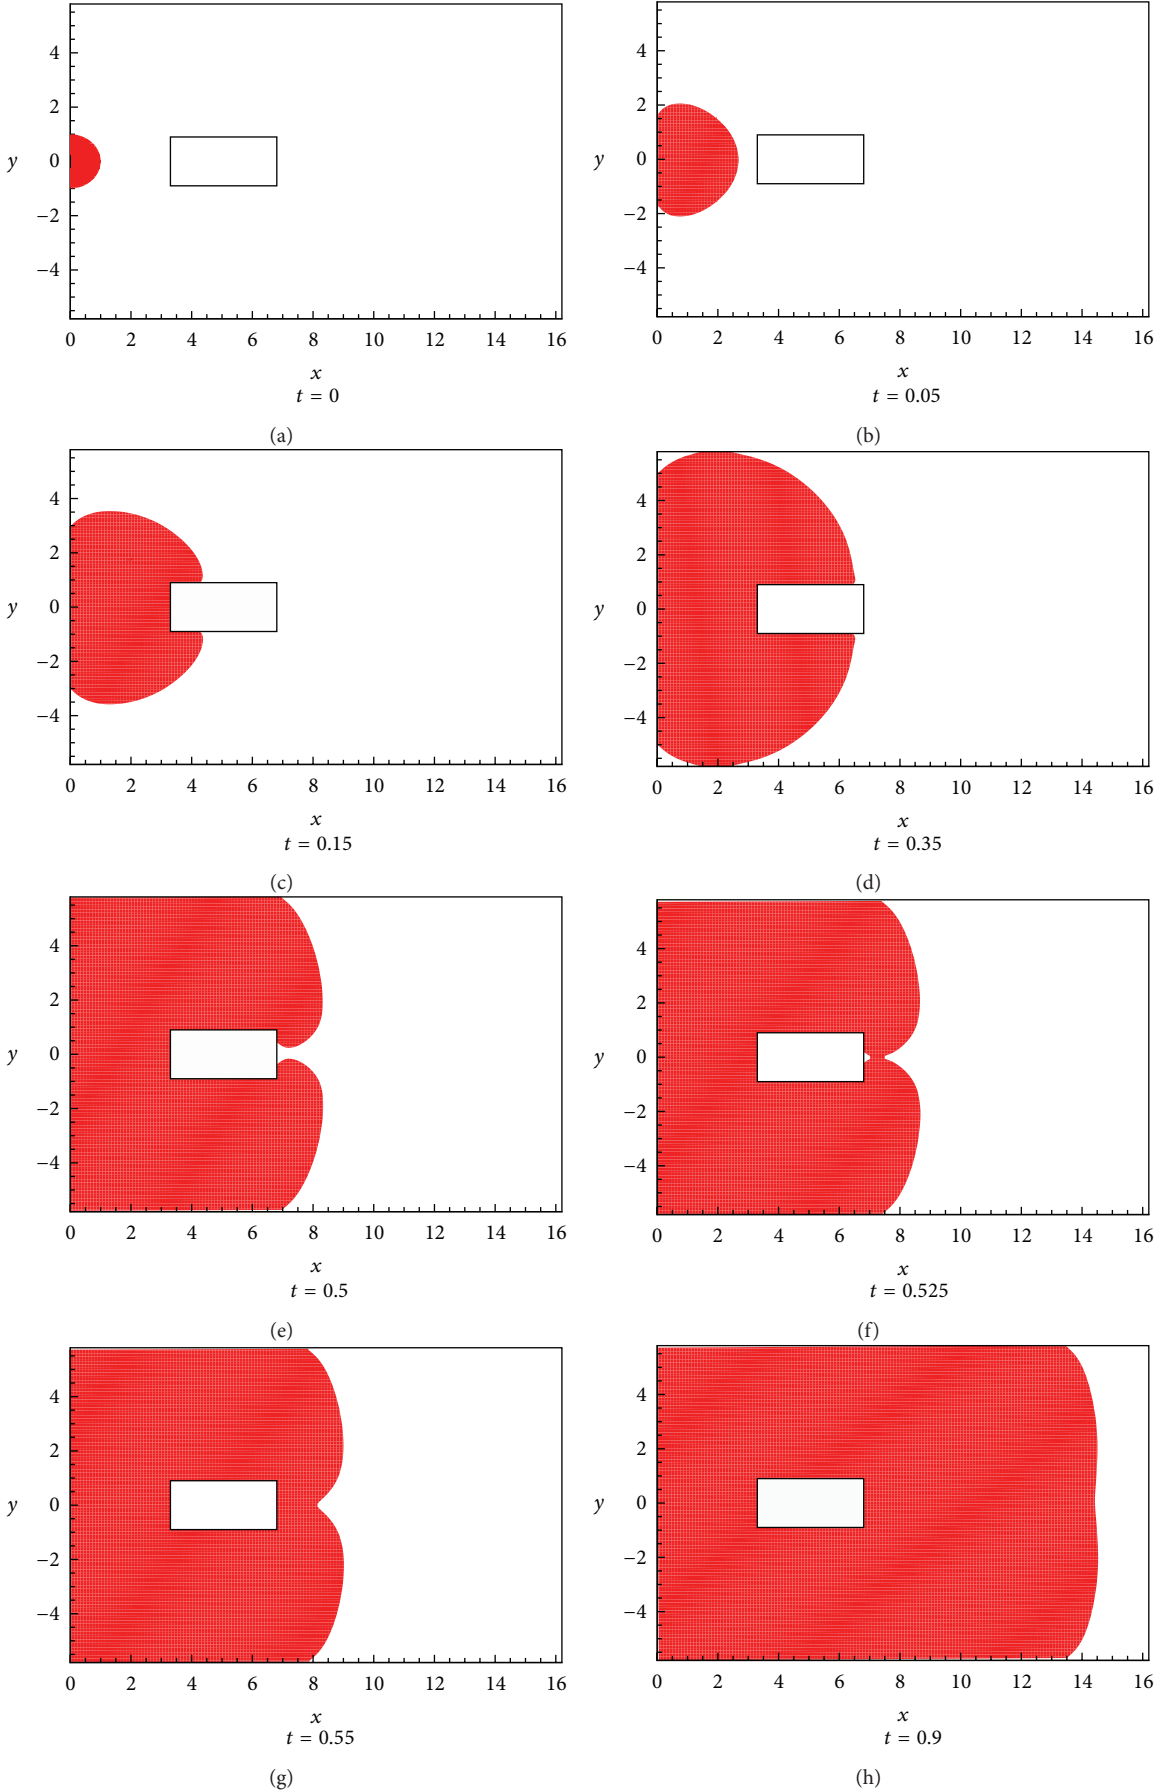 4
2
0
−2
−4
y
0 2 4 6 8 10 12 14 16
x
t = 0
(a)
4
2
0
−2
−4
y
0 2 4 6 8 10 12 14 16
x
t = 0.05
(b)
4
2
0
−2
−4
y
0 2 4 6 8 10 12 14 16
x
t = 0.15
(c)
4
2
0
−2
−4
y
0 2 4 6 8 10 12 14 16
x
t = 0.35
(d)
4
2
0
−2
−4
y
0 2 4 6 8 10 12 14 16
x
t = 0.5
(e)
4
2
0
−2
−4
y
0 2 4 6 8 10 12 14 16
x
t = 0.525
(f)
4
2
0
−2
−4
y
0 2 4 6 8 10 12 14 16
x
t = 0.55
(g)
4
2
0
−2
−4
y
0 2 4 6 8 10 12 14 16
x
t = 0.9
(h)